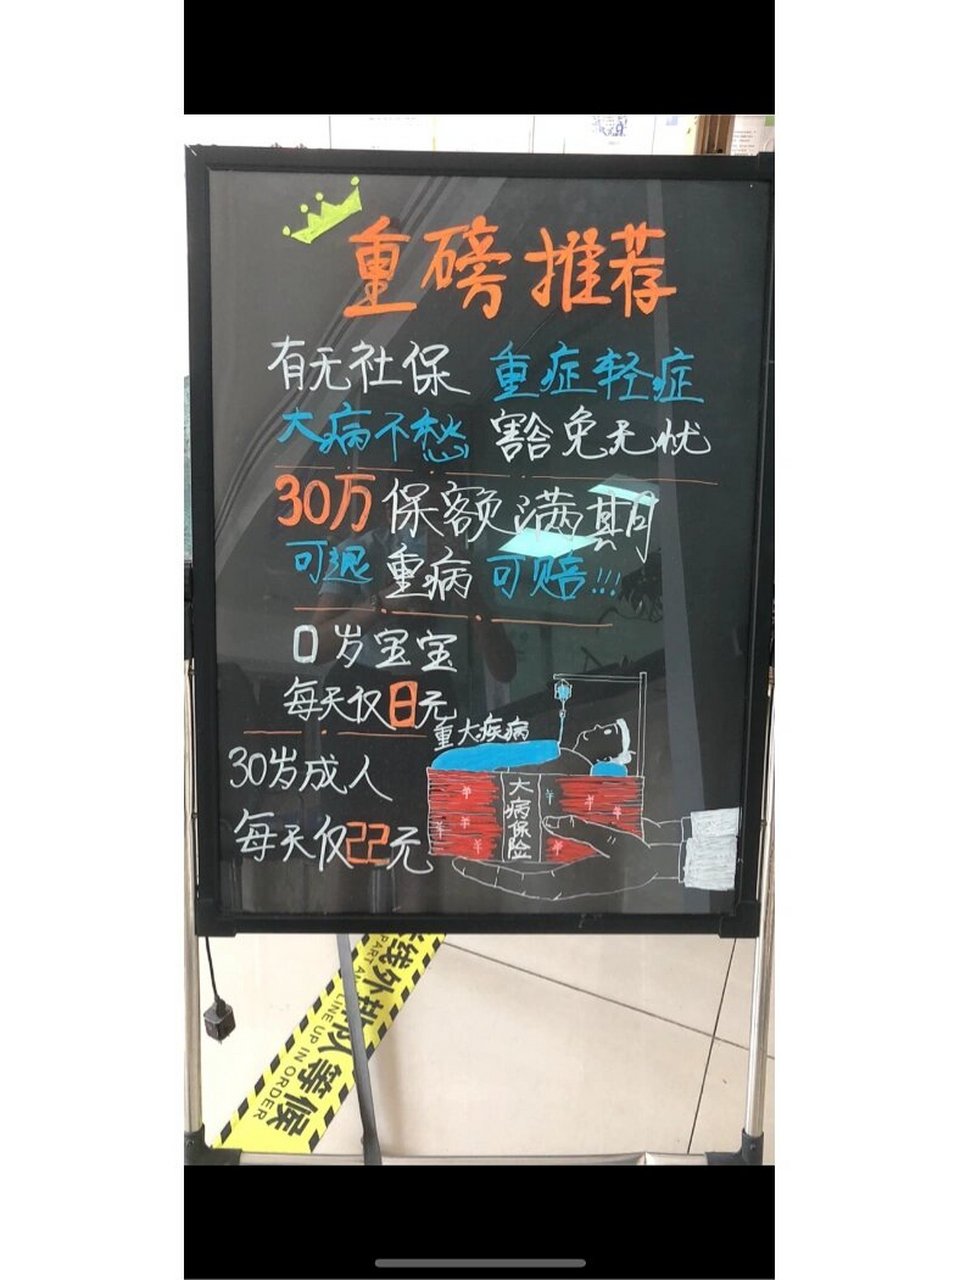 重磅推荐
有无社保 重症轻症
大病不愁 豁免无忧
30万保额满期
可退重病可赔!!!
0岁宝宝
每天仅8元
重大疾病
30岁成人
每天仅22元
大病保险
米线外排队等候
LINE UP IN ORDER